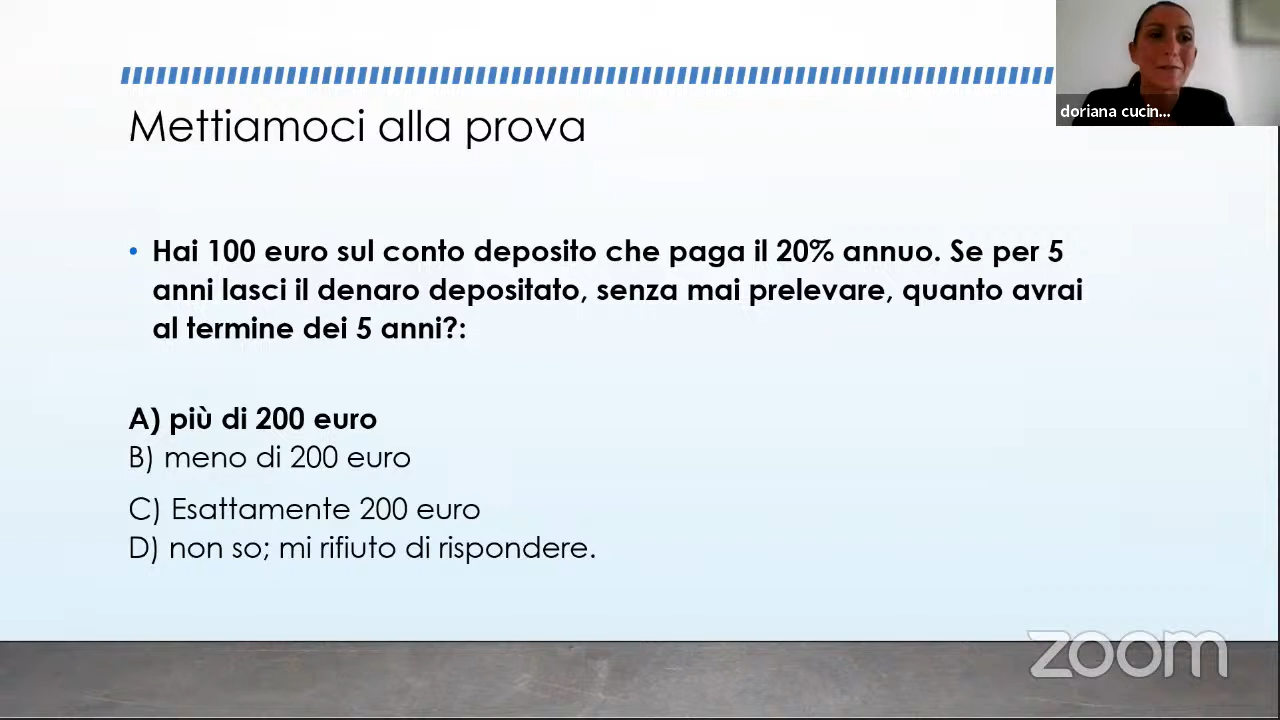 doriana cucin...
Mettiamoci alla prova
• Hai 100 euro sul conto deposito che paga il 20% annuo. Se per 5
anni lasci il denaro depositato, senza mai prelevare, quanto avrai
al termine dei 5 anni?:
A) più di 200 euro
B) meno di 200 euro
C) Esattamente 200 euro
D) non so; mi rifiuto di rispondere.
zoom